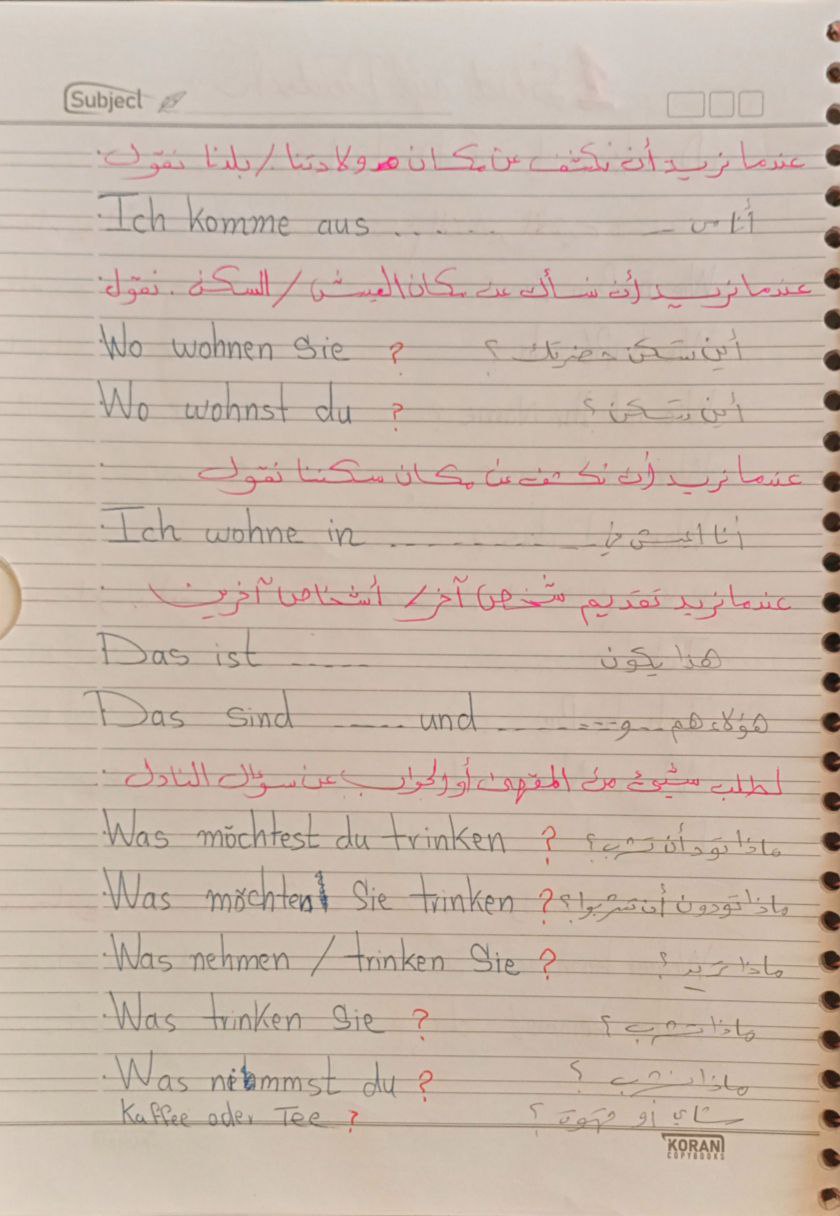 Subject
عندما نريد أن نكشف عن مكان ولادتنا / بلدنا نقول:
Ich komme aus ...... أنا من
عندما نريد أن نسأل عن مكان العيش / السكن. نقول:
Wo wohnen Sie ? أين تسكن حضرتك ؟
Wo wohnst du ? أين تسكن ؟
عندما نريد أن نكشف عن مكان سكننا نقول
Ich wohne in .............. أنا اعيش في
عندما نريد تقديم شخص آخر / أشخاص آخرين
Das ist ...... هذا يكون
Das sind ..... und ........ هؤلاء هم ... و....
لطلب شيئ من المقهى أو الجواب عن سؤال النادل :
Was möchtest du trinken ? ماذا تود أن تشرب ؟
Was möchten Sie trinken ? ماذا تودون أن تشربوا ؟
Was nehmen / trinken Sie ? ماذا تريد ؟
Was trinken Sie ? ماذا تشرب ؟
Was du ? ماذا تشرب ؟
Kaffee oder Tee ? شاي أو قهوة ؟
KORAN
COPYBOOKS